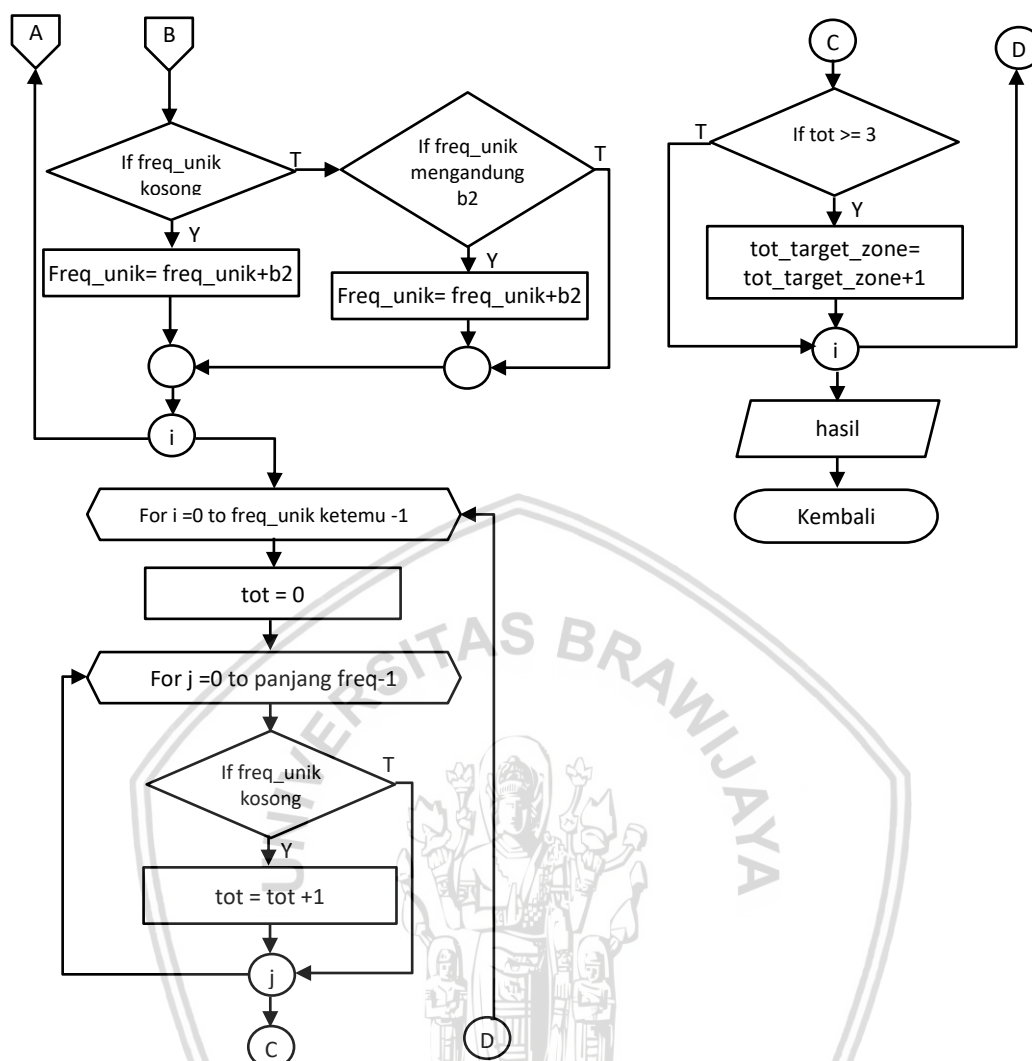 A
B
If freq_unik
kosong
T
Y
Freq_unik= freq_unik+b2
If freq_unik
mengandung
b2
T
Y
Freq_unik= freq_unik+b2
i
For i =0 to freq_unik ketemu -1
tot = 0
For j =0 to panjang freq-1
If freq_unik
kosong
T
Y
tot = tot +1
j
C
D
C
D
If tot >= 3
T
Y
tot_target_zone=
tot_target_zone+1
i
hasil
Kembali
UNIVERSITAS BRAWIJAYA